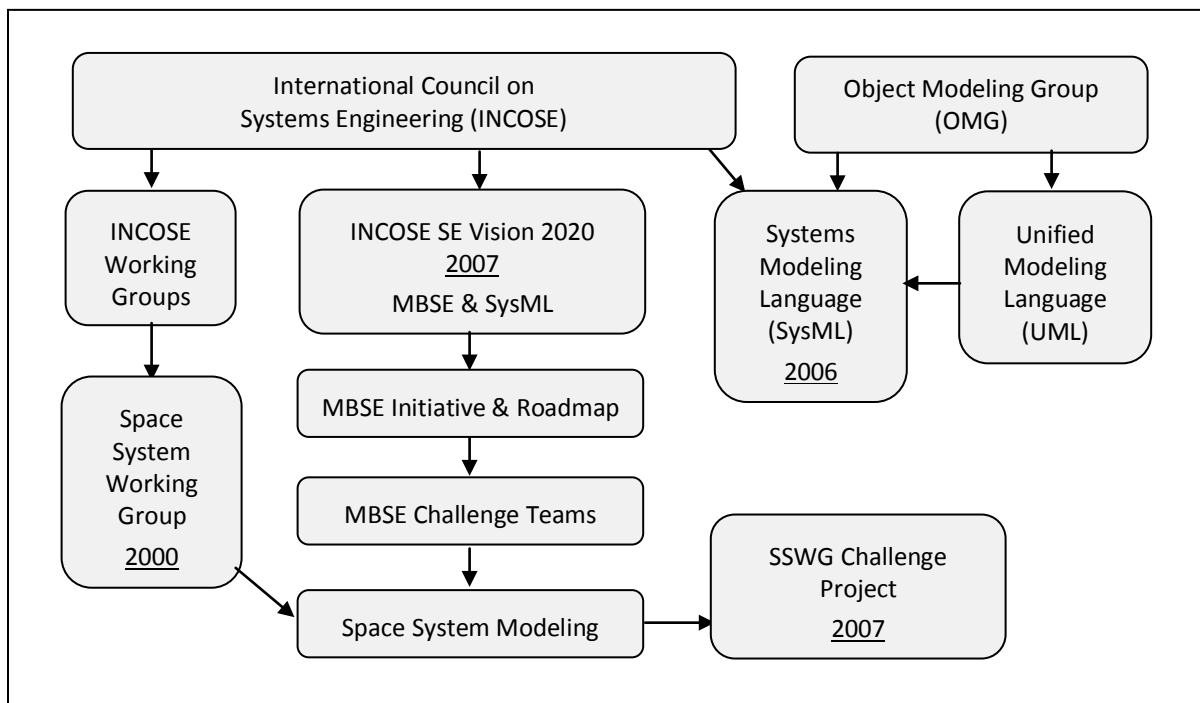 International Council on
Systems Engineering (INCOSE)
Object Modeling Group
(OMG)
INCOSE
Working
Groups
INCOSE SE Vision 2020
2007
MBSE & SysML
Systems
Modeling
Language
(SysML)
2006
Unified
Modeling
Language
(UML)
Space
System
Working
Group
2000
MBSE Initiative & Roadmap
MBSE Challenge Teams
Space System Modeling
SSWG Challenge
Project
2007